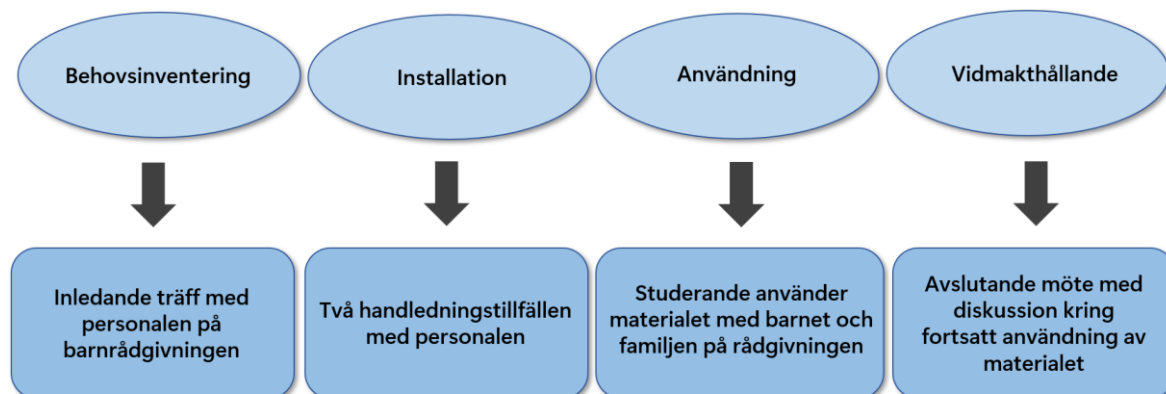 Behovsinventering
Installation
Användning
Vidmakthållande
Inledande träff med
personalen på
barnrådgivningen
Två handledningstillfällen
med personalen
Studerande använder
materialet med barnet och
familjen på rådgivningen
Avslutande möte med
diskussion kring
fortsatt användning av
materialet